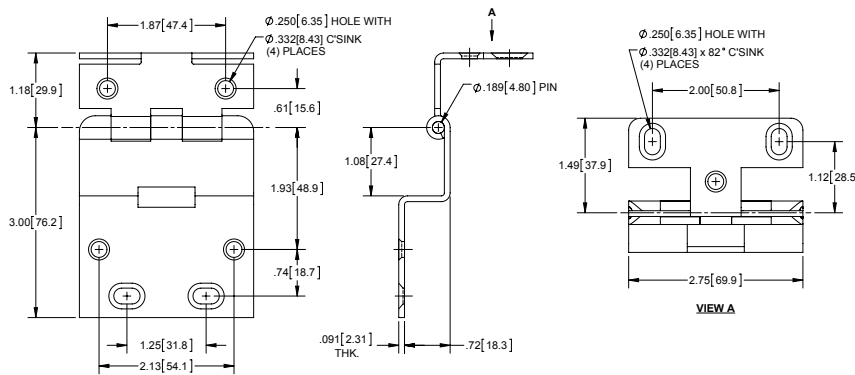 1.87[47.4]
Ø.250[6.35] HOLE WITH
Ø.332[8.43] C'SINK
(4) PLACES
1.18[29.9]
.61[15.6]
3.00[76.2]
1.93[48.9]
.74[18.7]
1.25[31.8]
2.13[54.1]
A
Ø.189[4.80] PIN
1.08[27.4]
.091[2.31]
THK.
.72[18.3]
Ø.250[6.35] HOLE WITH
Ø.332[8.43] x 82° C'SINK
(4) PLACES
2.00[50.8]
1.49[37.9]
1.12[28.5
2.75[69.9]
VIEW A